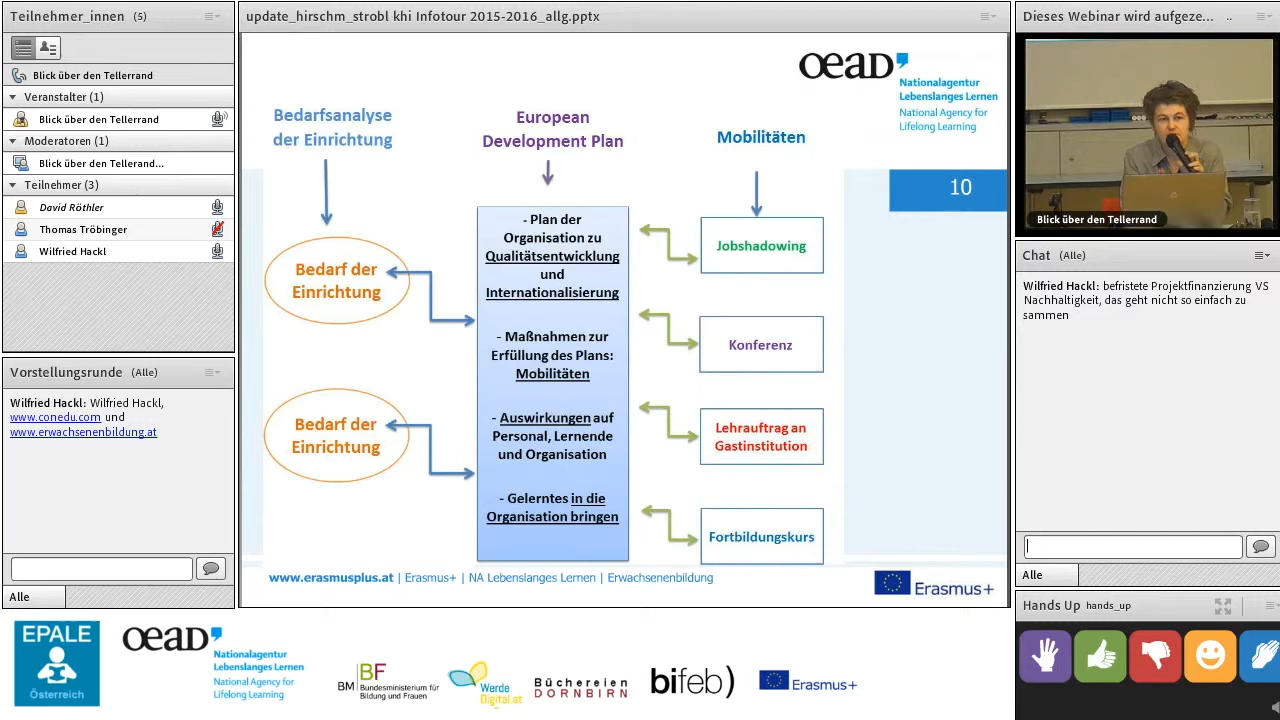 Teilnehmer_innen (5)
Blick über den Tellerrand
Veranstalter (1)
Blick über den Tellerrand
Moderatoren (1)
Blick über den Tellerrand...
Teilnehmer (3)
David Röthler
Thomas Tröbinger
Wilfried Hackl
Vorstellungsrunde (Alle)
Wilfried Hackl: Wilfried Hackl,
www.conedu.com und
www.erwachsenenbildung.at
Alle
update_hirschm_strobl khi Infotour 2015-2016_allg.pptx
OEAD
Nationalagentur
Lebenslanges Lernen
National Agency for
Lifelong Learning
10
Bedarfsanalyse
der Einrichtung
Bedarf der
Einrichtung
Bedarf der
Einrichtung
European
Development Plan
- Plan der
Organisation zu
Qualitätsentwicklung
und
Internationalisierung
- Maßnahmen zur
Erfüllung des Plans:
Mobilitäten
- Auswirkungen auf
Personal, Lernende
und Organisation
- Gelerntes in die
Organisation bringen
Mobilitäten
Jobshadowing
Konferenz
Lehrauftrag an
Gastinstitution
Fortbildungskurs
www.erasmusplus.at | Erasmus+ | NA Lebenslanges Lernen | Erwachsenenbildung
Erasmus+
Dieses Webinar wird aufgeze... ..
Blick über den Tellerrand
Chat (Alle)
Wilfried Hackl: befristete Projektfinanzierung VS
Nachhaltigkeit, das geht nicht so einfach zu
sammen
Alle
Hands Up hands_up
EPALE
Österreich
OEAD
Nationalagentur
Lebenslanges Lernen
National Agency for
Lifelong Learning
BM BF
Bundesministerium für
Bildung und Frauen
Werde
Digital.at
Büchereien
DORNBIRN
bifeb)
Erasmus+